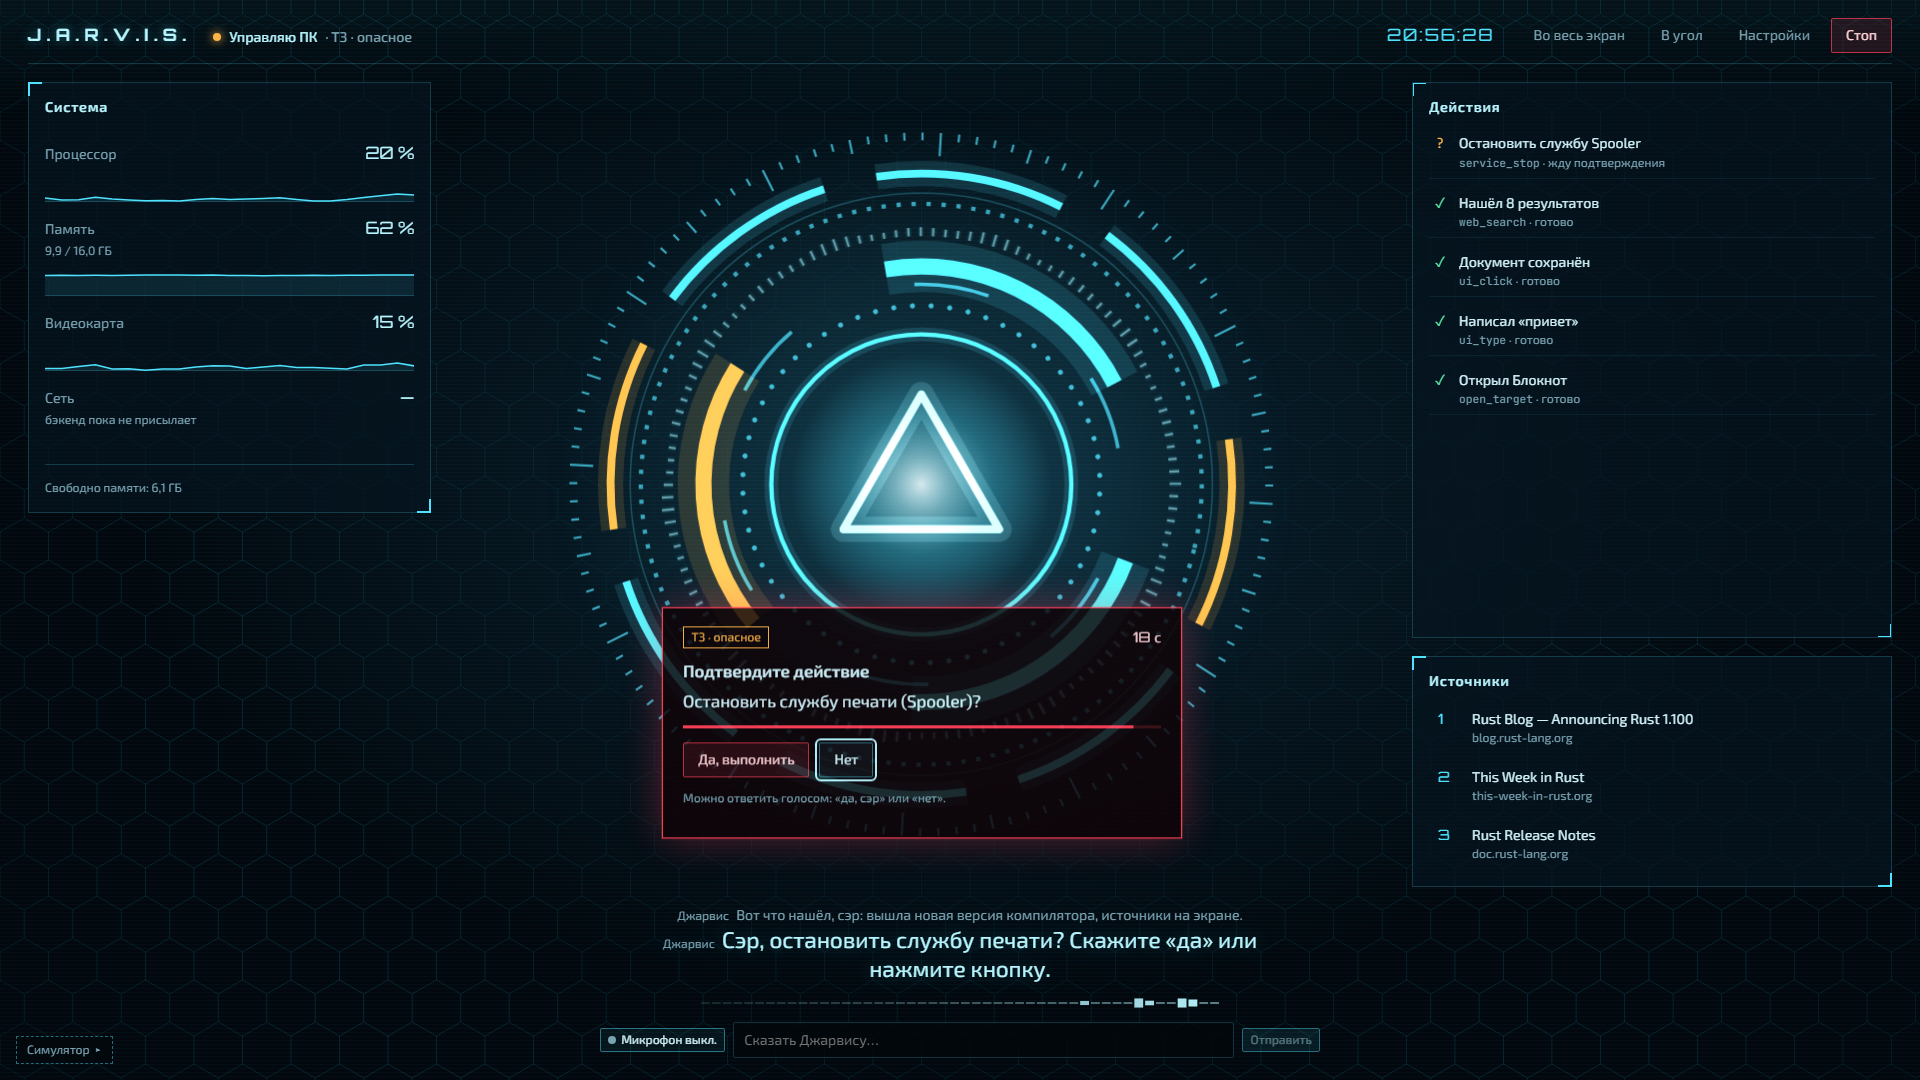 J.A.R.V.I.S.
Управляю ПК · T3 · опасное
20:56:28
Во весь экран
В угол
Настройки
Стоп
Система
Процессор
20 %
Память
62 %
9,9 / 16,0 ГБ
Видеокарта
15 %
Сеть
—
бэкенд пока не присылает
Свободно памяти: 6,1 ГБ
T3 · опасное
18 с
Подтвердите действие
Остановить службу печати (Spooler)?
Да, выполнить
Нет
Можно ответить голосом: «да, сэр» или «нет».
Джарвис Вот что нашёл, сэр: вышла новая версия компилятора, источники на экране.
Джарвис Сэр, остановить службу печати? Скажите «да» или
нажмите кнопку.
Микрофон выкл.
Сказать Джарвису...
Отправить
Симулятор ▸
Действия
? Остановить службу Spooler
service_stop · жду подтверждения
✓ Нашёл 8 результатов
web_search · готово
✓ Документ сохранён
ui_click · готово
✓ Написал «привет»
ui_type · готово
✓ Открыл Блокнот
open_target · готово
Источники
1 Rust Blog — Announcing Rust 1.100
blog.rust-lang.org
2 This Week in Rust
this-week-in-rust.org
3 Rust Release Notes
doc.rust-lang.org